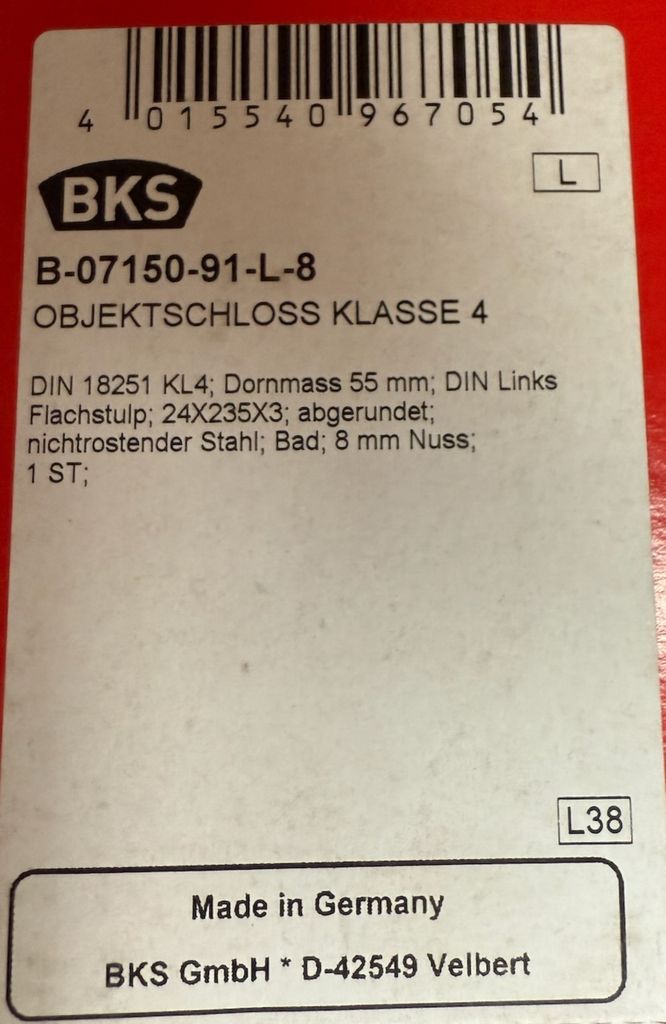 4 015540 967054
L
BKS
B-07150-91-L-8
OBJEKTSCHLOSS KLASSE 4
DIN 18251 KL4; Dornmass 55 mm; DIN Links
Flachstulp; 24X235X3; abgerundet;
nichtrostender Stahl; Bad; 8 mm Nuss;
1 ST;
L38
Made in Germany
BKS GmbH * D-42549 Velbert